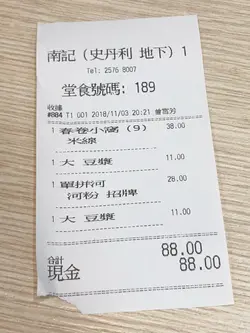 南記 (史丹利 地下) 1
Tel: 2576 8007
堂食號碼: 189
收據
#884 T1 001 2018/11/03 20:21 曾雪芳
1 春卷小窩 (9) 38.00
米線
1 大 豆漿 11.00
1 單拼河 28.00
河粉 招牌
1 大 豆漿 11.00
合計 88.00
現金 88.00